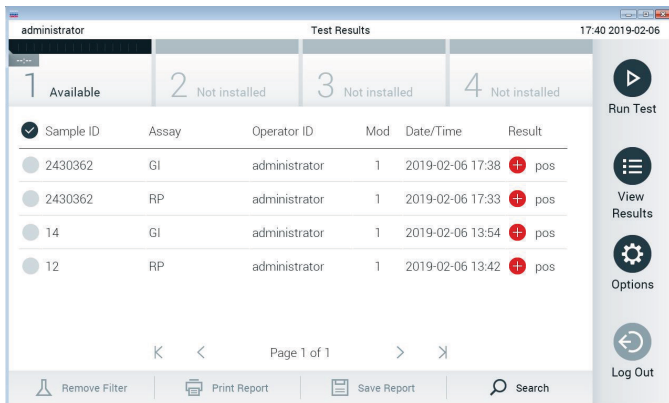 administrator Test Results 17:40 2019-02-06
--:--
1 Available 2 Not installed 3 Not installed 4 Not installed
Run Test
Sample ID Assay Operator ID Mod Date/Time Result
2430362 GI administrator 1 2019-02-06 17:38 pos
2430362 RP administrator 1 2019-02-06 17:33 pos
View
Results
14 GI administrator 1 2019-02-06 13:54 pos
12 RP administrator 1 2019-02-06 13:42 pos
Options
Page 1 of 1
Log Out
Remove Filter Print Report Save Report Search